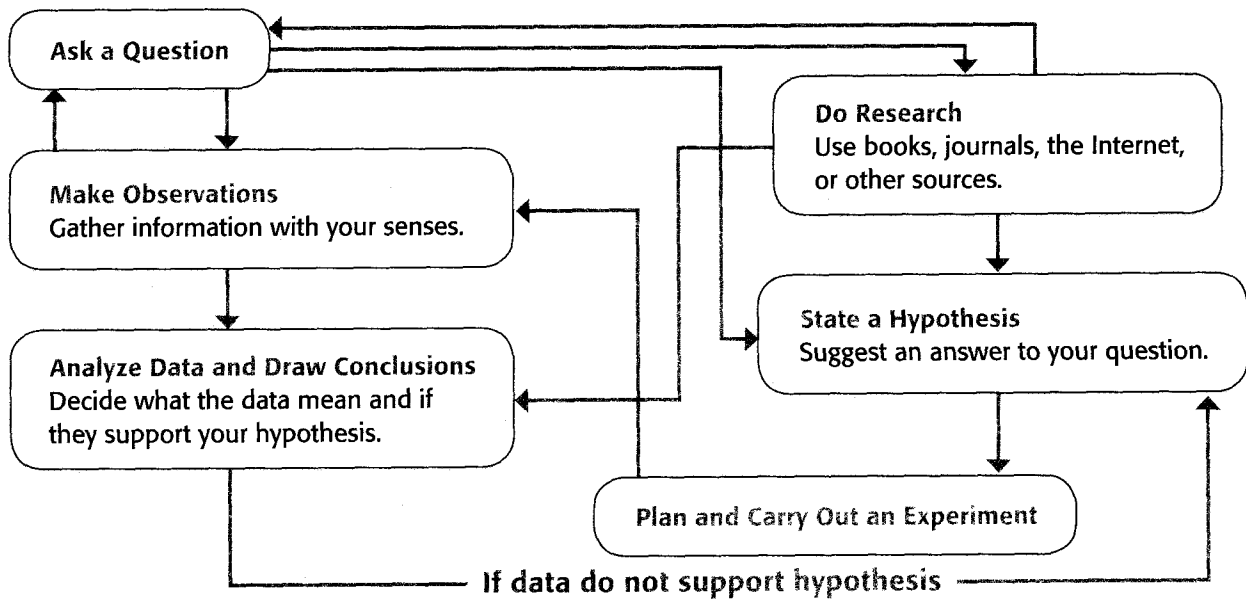 Ask a Question
Do Research
Use books, journals, the Internet,
or other sources.
Make Observations
Gather information with your senses.
State a Hypothesis
Suggest an answer to your question.
Analyze Data and Draw Conclusions
Decide what the data mean and if
they support your hypothesis.
Plan and Carry Out an Experiment
If data do not support hypothesis